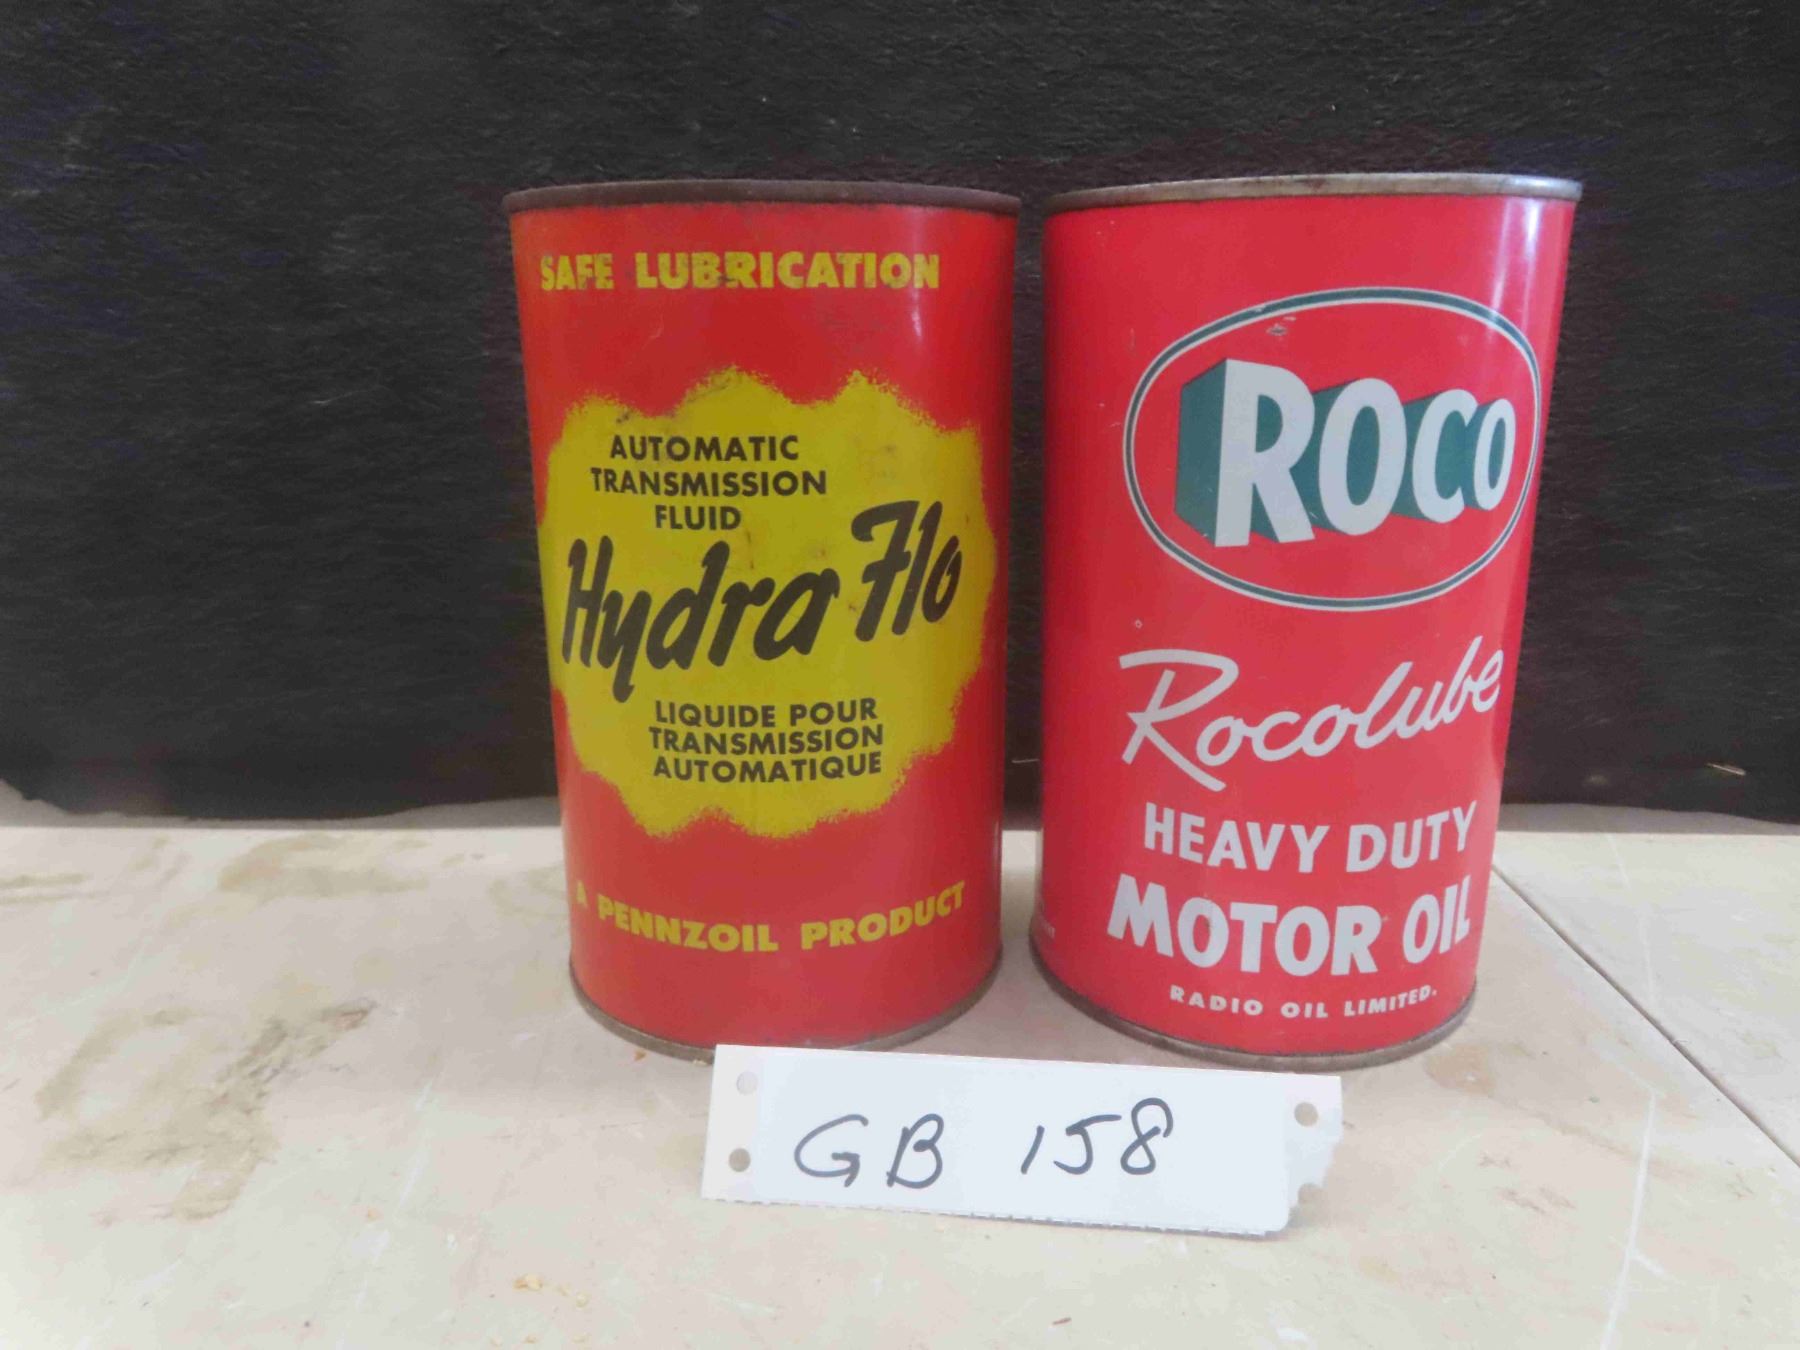 SAFE LUBRICATION
AUTOMATIC
TRANSMISSION
FLUID
Hydra Flo
LIQUIDE POUR
TRANSMISSION
AUTOMATIQUE
A PENNZOIL PRODUCT
ROCO
Rocolube
HEAVY DUTY
MOTOR OIL
RADIO OIL LIMITED.
GB 158